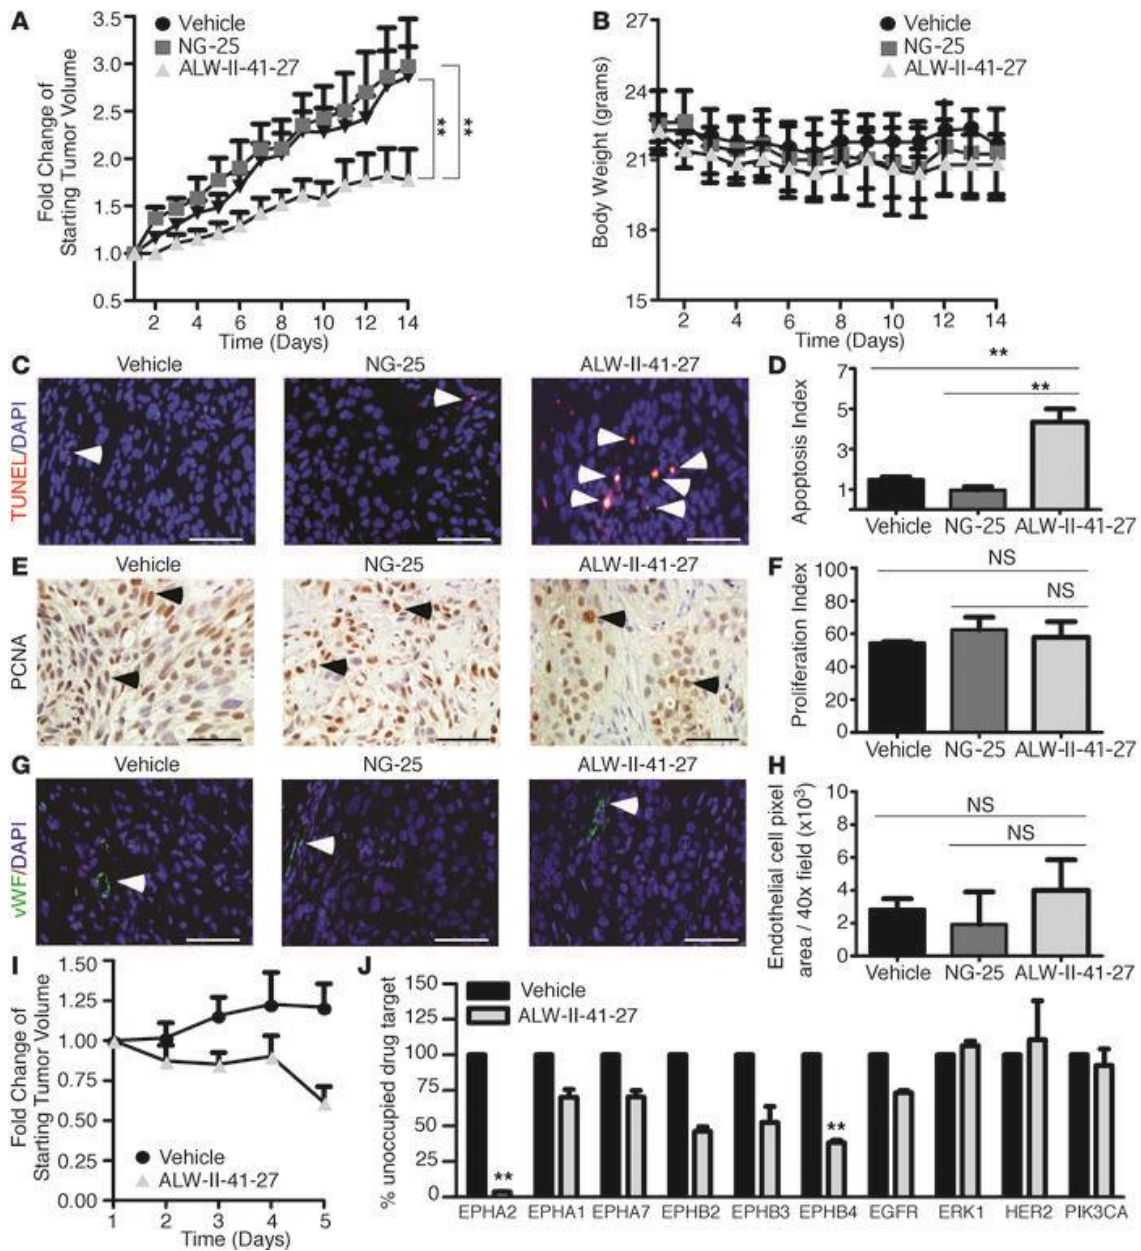 A
Fold Change of
Starting Tumor Volume
3.5
3.0
2.5
2.0
1.5
1.0
0.5
Vehicle
NG-25
ALW-II-41-27
**
**
2 4 6 8 10 12 14
Time (Days)
B
Body Weight (grams)
27
24
21
18
15
Vehicle
NG-25
ALW-II-41-27
2 4 6 8 10 12 14
Time (Days)
C
TUNEL/DAPI
Vehicle
NG-25
ALW-II-41-27
D
Apoptosis Index
7
5
3
1
**
**
Vehicle NG-25 ALW-II-41-27
E
PCNA
Vehicle
NG-25
ALW-II-41-27
F
Proliferation Index
100
80
60
40
20
0
NS
NS
Vehicle NG-25 ALW-II-41-27
G
vWF/DAPI
Vehicle
NG-25
ALW-II-41-27
H
Endothelial cell pixel
area / 40x field (x10³)
10
8
6
4
2
0
NS
NS
Vehicle NG-25 ALW-II-41-27
I
Fold Change of
Starting Tumor Volume
1.50
1.25
1.00
0.75
0.50
0.25
0.00
Vehicle
ALW-II-41-27
1 2 3 4 5
Time (Days)
J
% unoccupied drug target
150
100
75
50
25
0
Vehicle
ALW-II-41-27
**
**
EPHA2 EPHA1 EPHA7 EPHB2 EPHB3 EPHB4 EGFR ERK1 HER2 PIK3CA